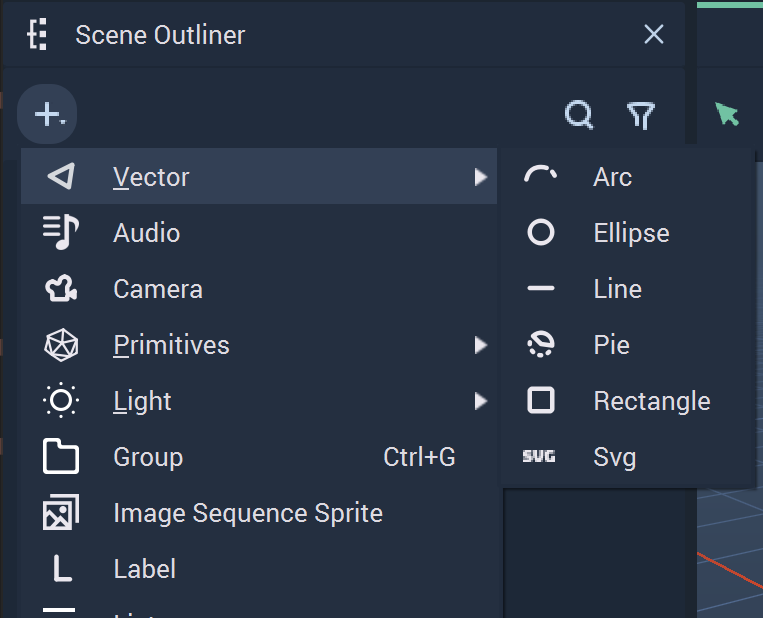 Scene Outliner
Vector
Audio
Camera
Primitives
Light
Group Ctrl+G
Image Sequence Sprite
Label
Arc
Ellipse
Line
Pie
Rectangle
SVG Svg